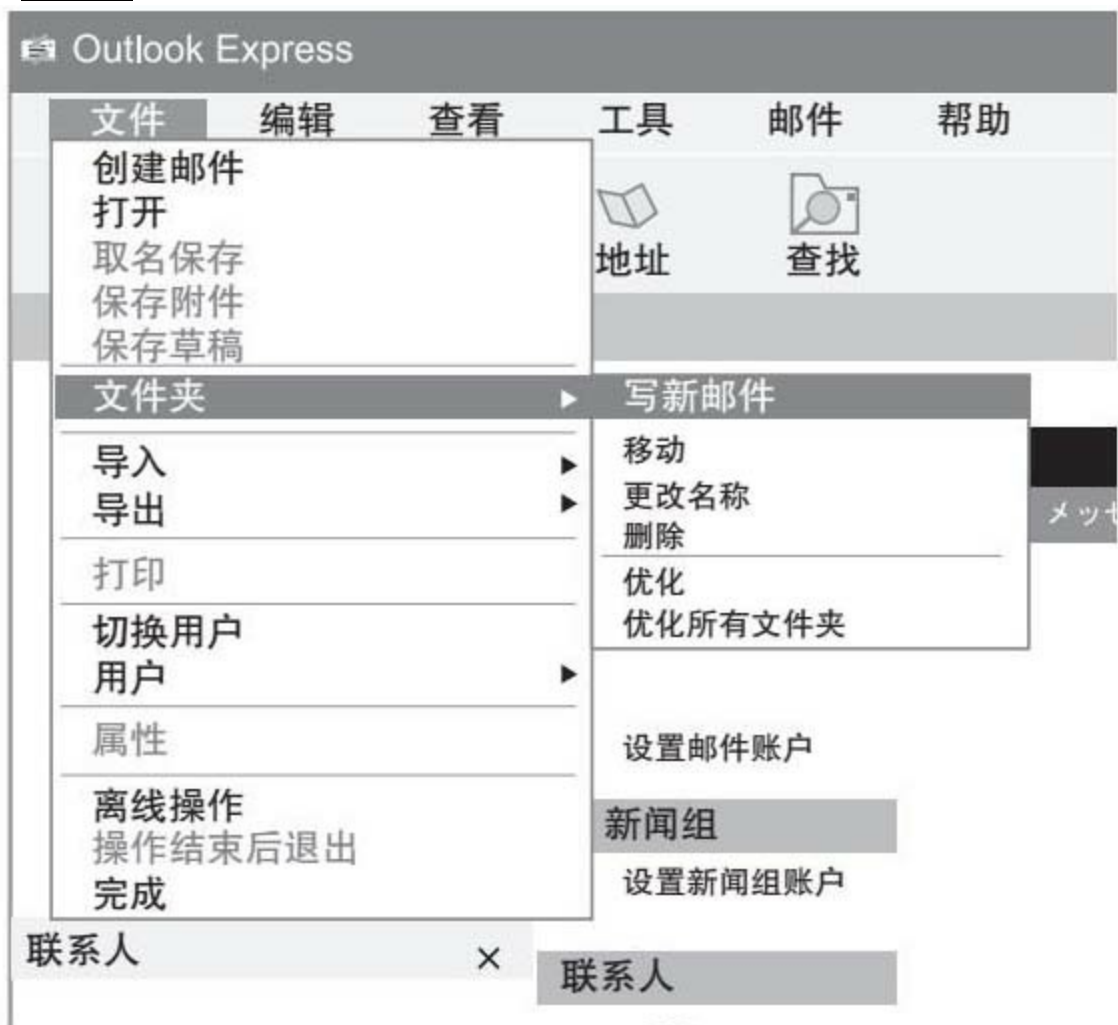 Outlook Express
文件 编辑 查看 工具 邮件 帮助
创建邮件
打开
取名保存
保存附件
保存草稿
地址 查找
文件夹
写新邮件
移动
更改名称
删除
优化
优化所有文件夹
导入
导出
打印
切换用户
用户
属性
离线操作
操作结束后退出
完成
メッセ
设置邮件账户
新闻组
设置新闻组账户
联系人 ×
联系人